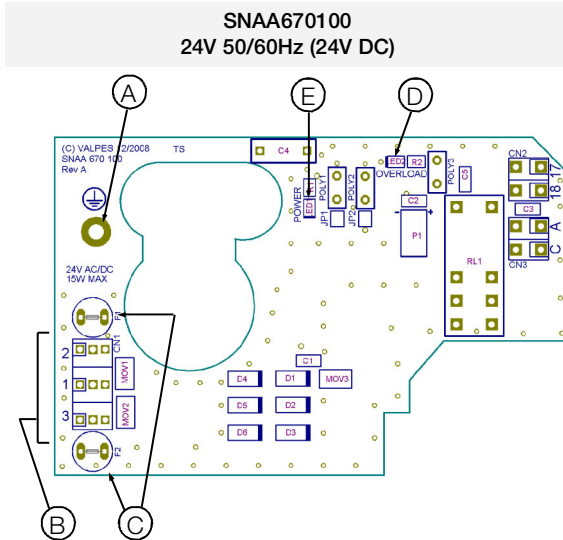 SNAA670100
24V 50/60Hz (24V DC)
A
E
D
(C) VALPES 12/2008
SNAA 670 100
Rev A
TS
C4
LED2
R2
OVERLOAD
POLY3
C5
CN2
17
18
POWER
R1
LED1
POLY1
POLY2
JP1
JP2
C2
- +
P1
C3
A
C
CN3
RL1
24V AC/DC
15W MAX
F1
CN1
2
1
3
MOV1
MOV2
F2
C1
D4
D1
MOV3
D5
D2
D6
D3
B
C